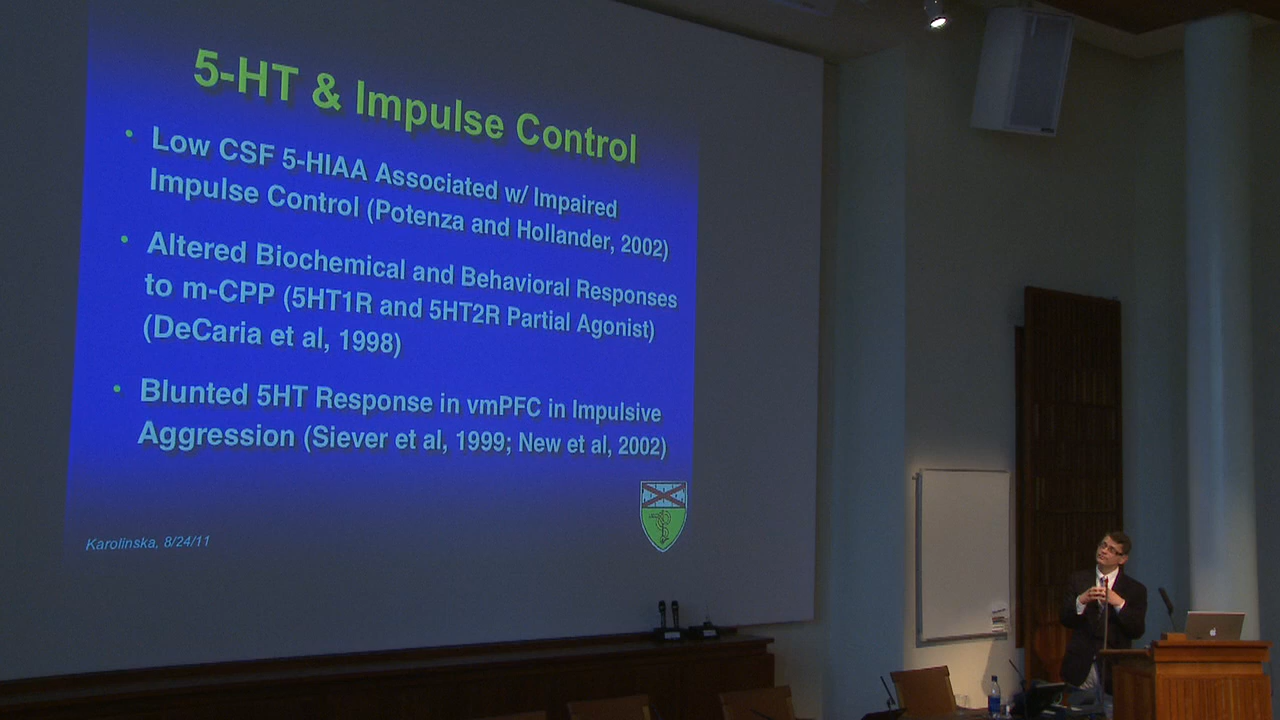 5-HT & Impulse Control
• Low CSF 5-HIAA Associated w/ Impaired
Impulse Control (Potenza and Hollander, 2002)
• Altered Biochemical and Behavioral Responses
to m-CPP (5HT1R and 5HT2R Partial Agonist)
(DeCaria et al, 1998)
• Blunted 5HT Response in vmPFC in Impulsive
Aggression (Siever et al, 1999; New et al, 2002)
Karolinska, 8/24/11